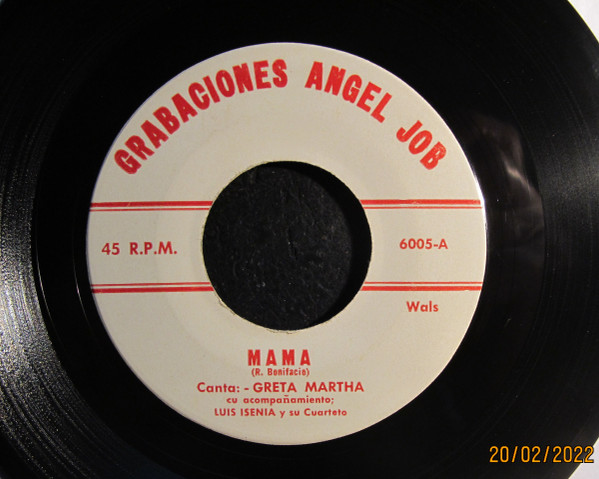 GRABACIONES ANGEL JOB
45 R.P.M.
6005-A
Wals
MAMA
(R. Bonifacio)
Canta: - GRETA MARTHA
cu acompañamiento;
LUIS ISENIA y su Cuarteto
20/02/2022